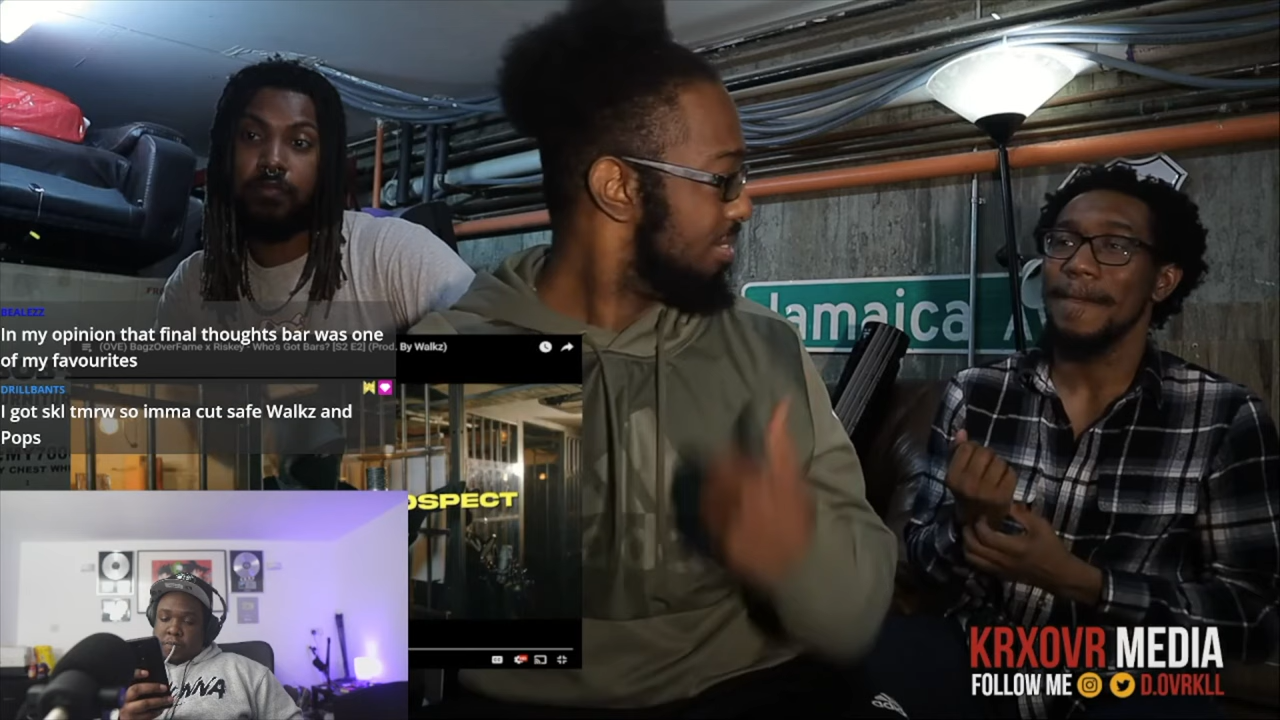 BEALEZZ
In my opinion that final thoughts bar was one
of my favourites
(OVE) BagzOverFame x Riskey - Who's Got Bars? [S2 E2] (Prod. By Walkz)
DRILLBANTS
I got skl tmrw so imma cut safe Walkz and
Pops
Jamaica
OSPECT
KRXOVR MEDIA
FOLLOW ME D.OVRKLL
adidas